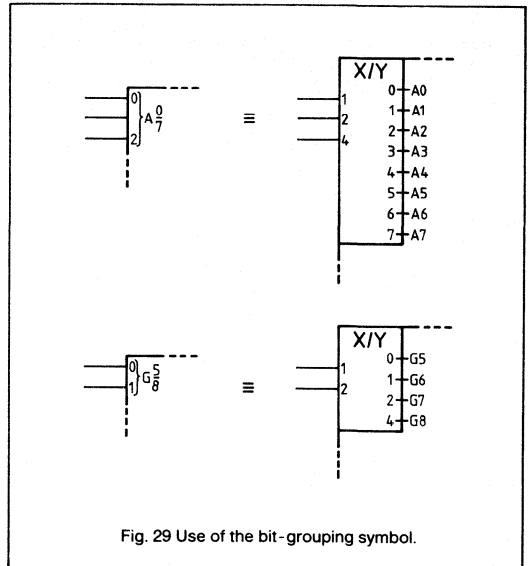 X/Y
0
A 0/7
2
≡
1
2
4
0 A0
1 A1
2 A2
3 A3
4 A4
5 A5
6 A6
7 A7
X/Y
0
G 5/8
1
≡
1
2
0 G5
1 G6
2 G7
4 G8
Fig. 29 Use of the bit-grouping symbol.